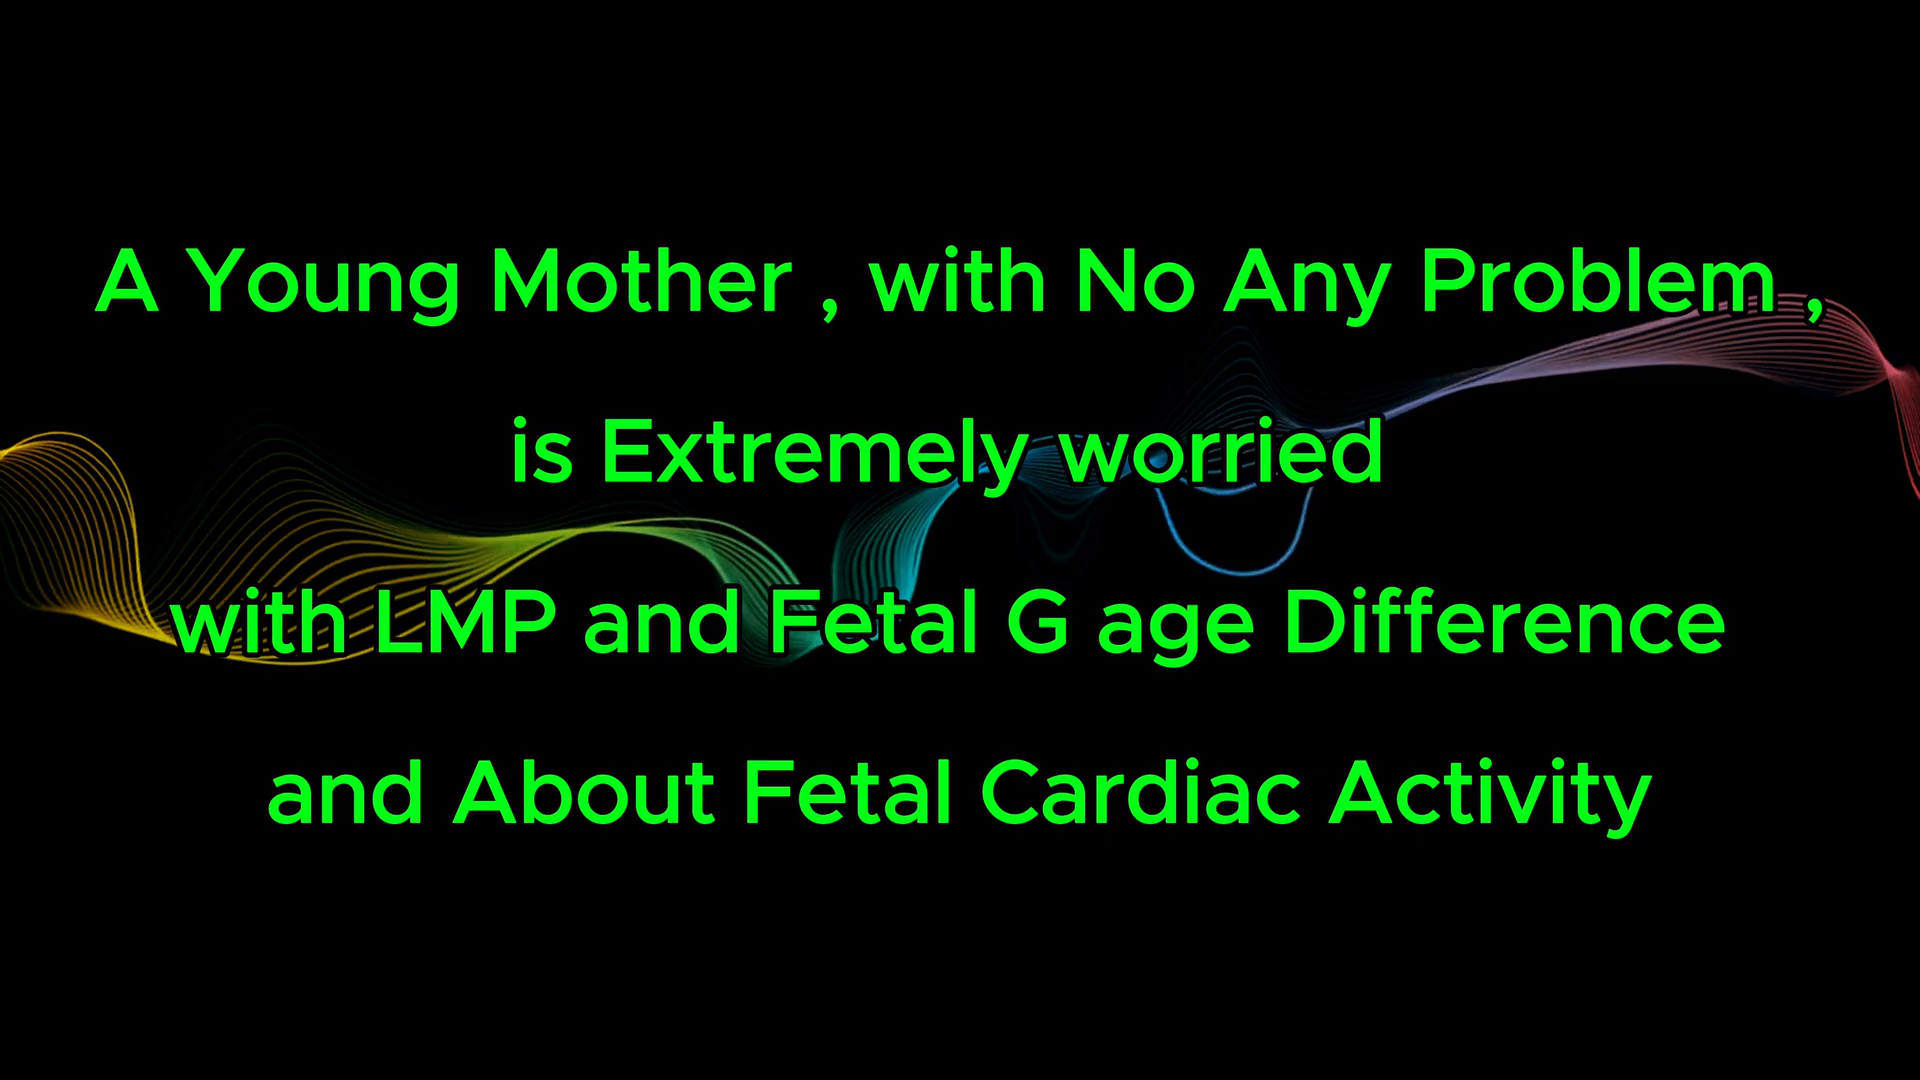 A Young Mother , with No Any Problem ,
is Extremely worried
with LMP and Fetal G age Difference
and About Fetal Cardiac Activity